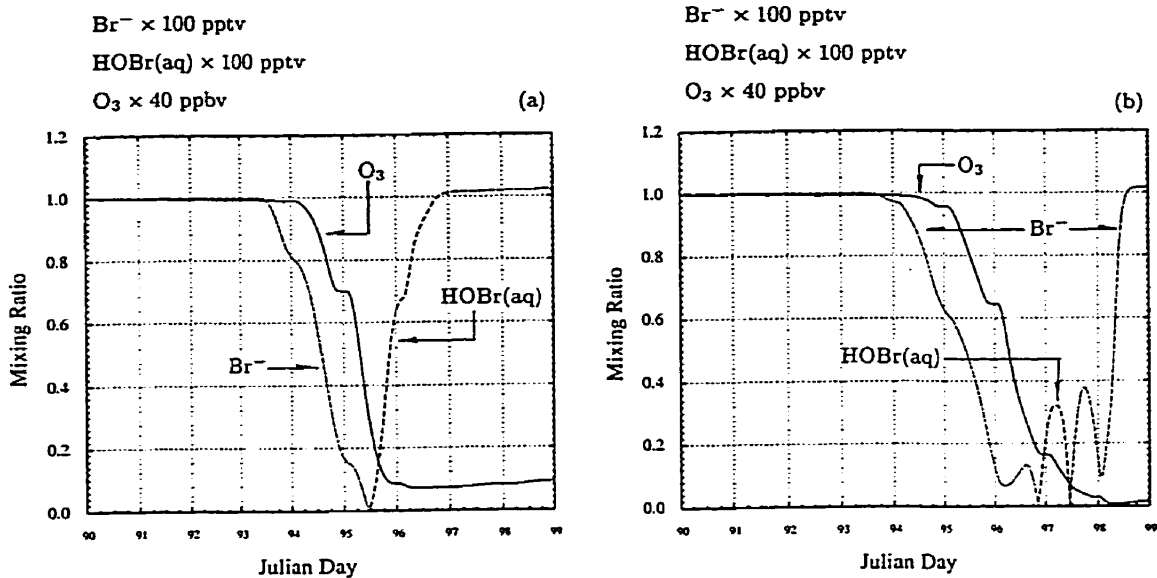 Br⁻ × 100 pptv
HOBr(aq) × 100 pptv
O₃ × 40 ppbv
(a)
1.2
1.0
0.8
0.6
0.4
0.2
0.0
Mixing Ratio
O₃
HOBr(aq)
Br⁻
90 91 92 93 94 95 96 97 98 99
Julian Day
Br⁻ × 100 pptv
HOBr(aq) × 100 pptv
O₃ × 40 ppbv
(b)
1.2
1.0
0.8
0.6
0.4
0.2
0.0
Mixing Ratio
O₃
Br⁻
HOBr(aq)
90 91 92 93 94 95 96 97 98 99
Julian Day